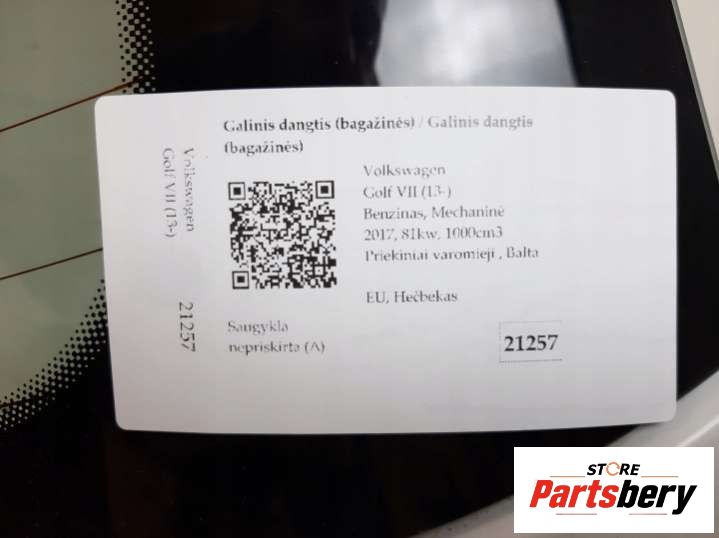 Galinis dangtis (bagažinės) / Galinis dangtis
(bagažinės)
Volkswagen
Golf VII (13-)
21257
Volkswagen
Golf VII (13-)
Benzinas, Mechaninė
2017, 81kw, 1000cm3
Priekiniai varomieji , Balta
EU, Hečbekas
Saugykla
nepriskirta (A)
21257
STORE
Partsbery